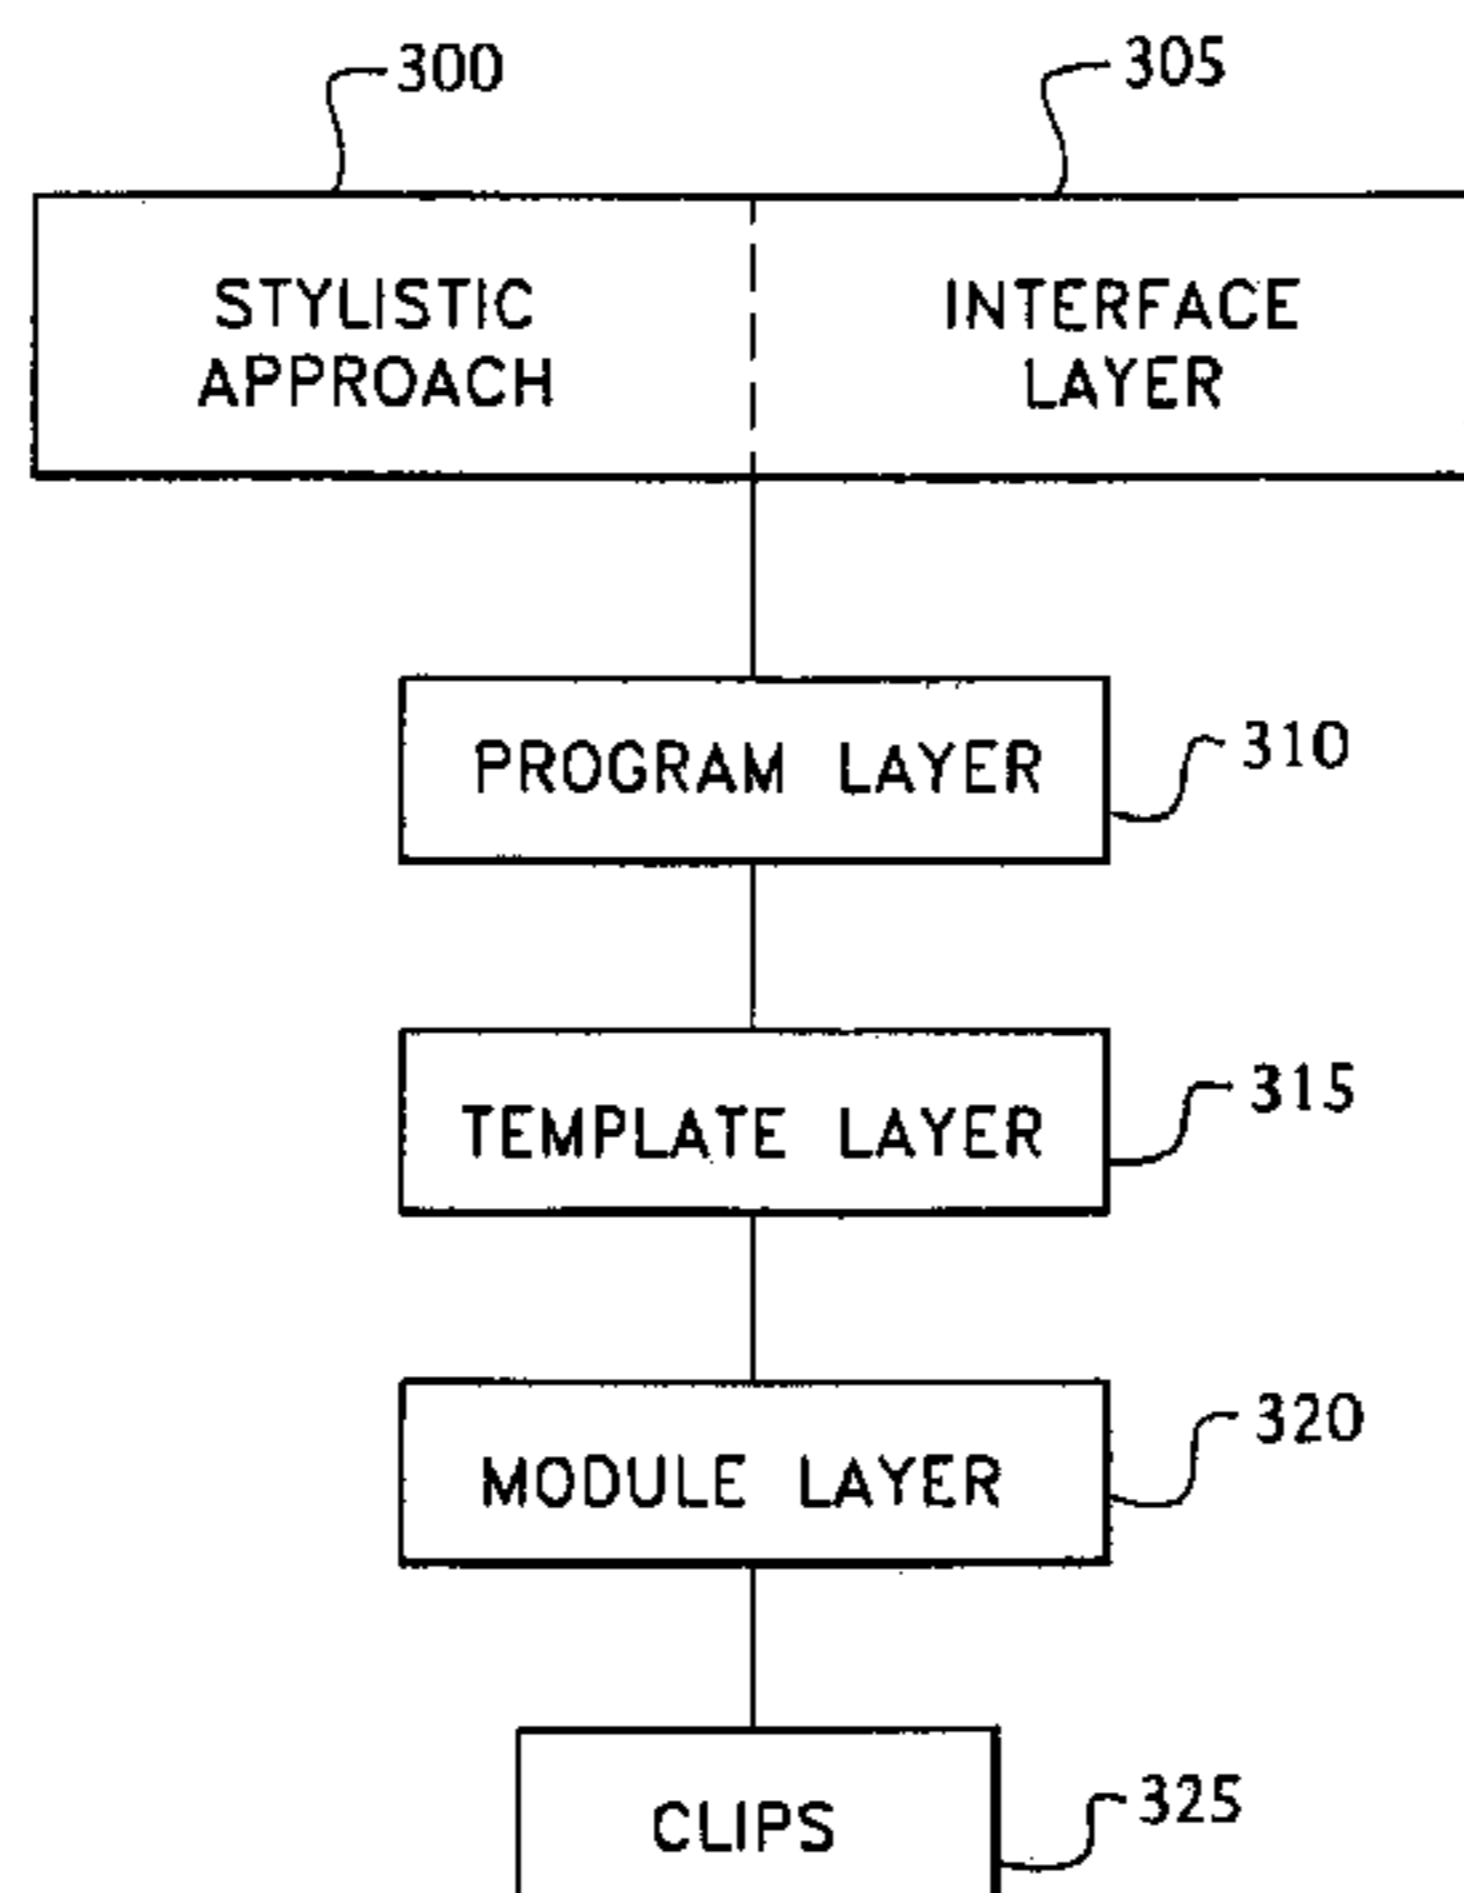 300
305
STYLISTIC
APPROACH
INTERFACE
LAYER
PROGRAM LAYER
310
TEMPLATE LAYER
315
MODULE LAYER
320
CLIPS
325